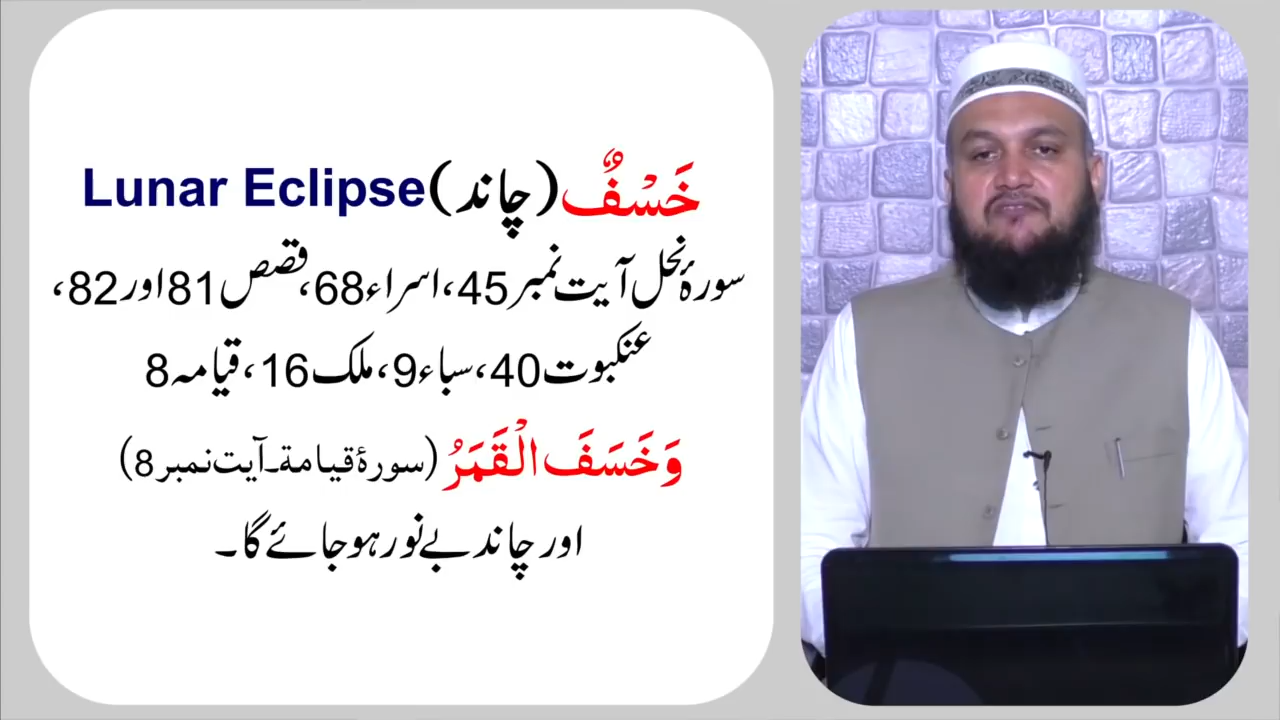 خَسْفٌ (چاند) Lunar Eclipse
سورۂ نحل آیت نمبر 45، اسراء 68، قصص 81 اور 82،
عنکبوت 40، سباء 9، ملک 16، قیامہ 8
وَخَسَفَ الْقَمَرُ (سورۂ قیامة۔ آیت نمبر 8)
اور چاند بے نور ہو جائے گا۔